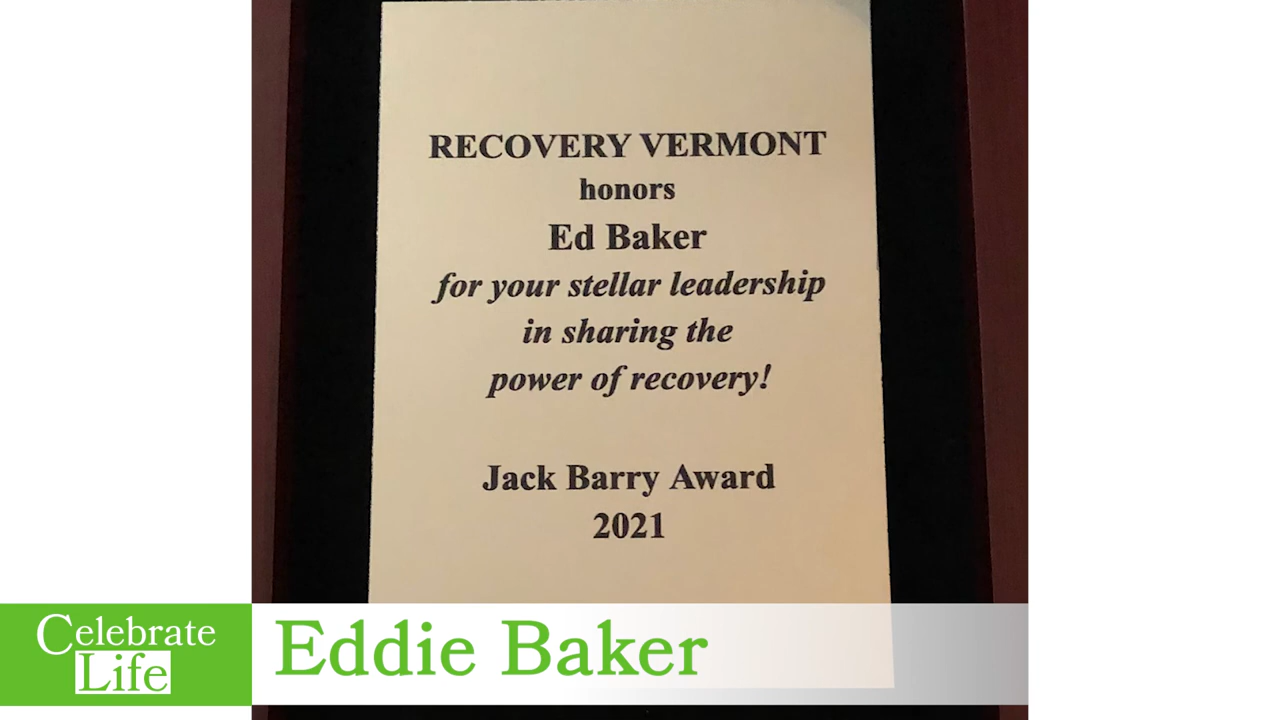 RECOVERY VERMONT
honors
Ed Baker
for your stellar leadership
in sharing the
power of recovery!
Jack Barry Award
2021
Celebrate
Life
Eddie Baker